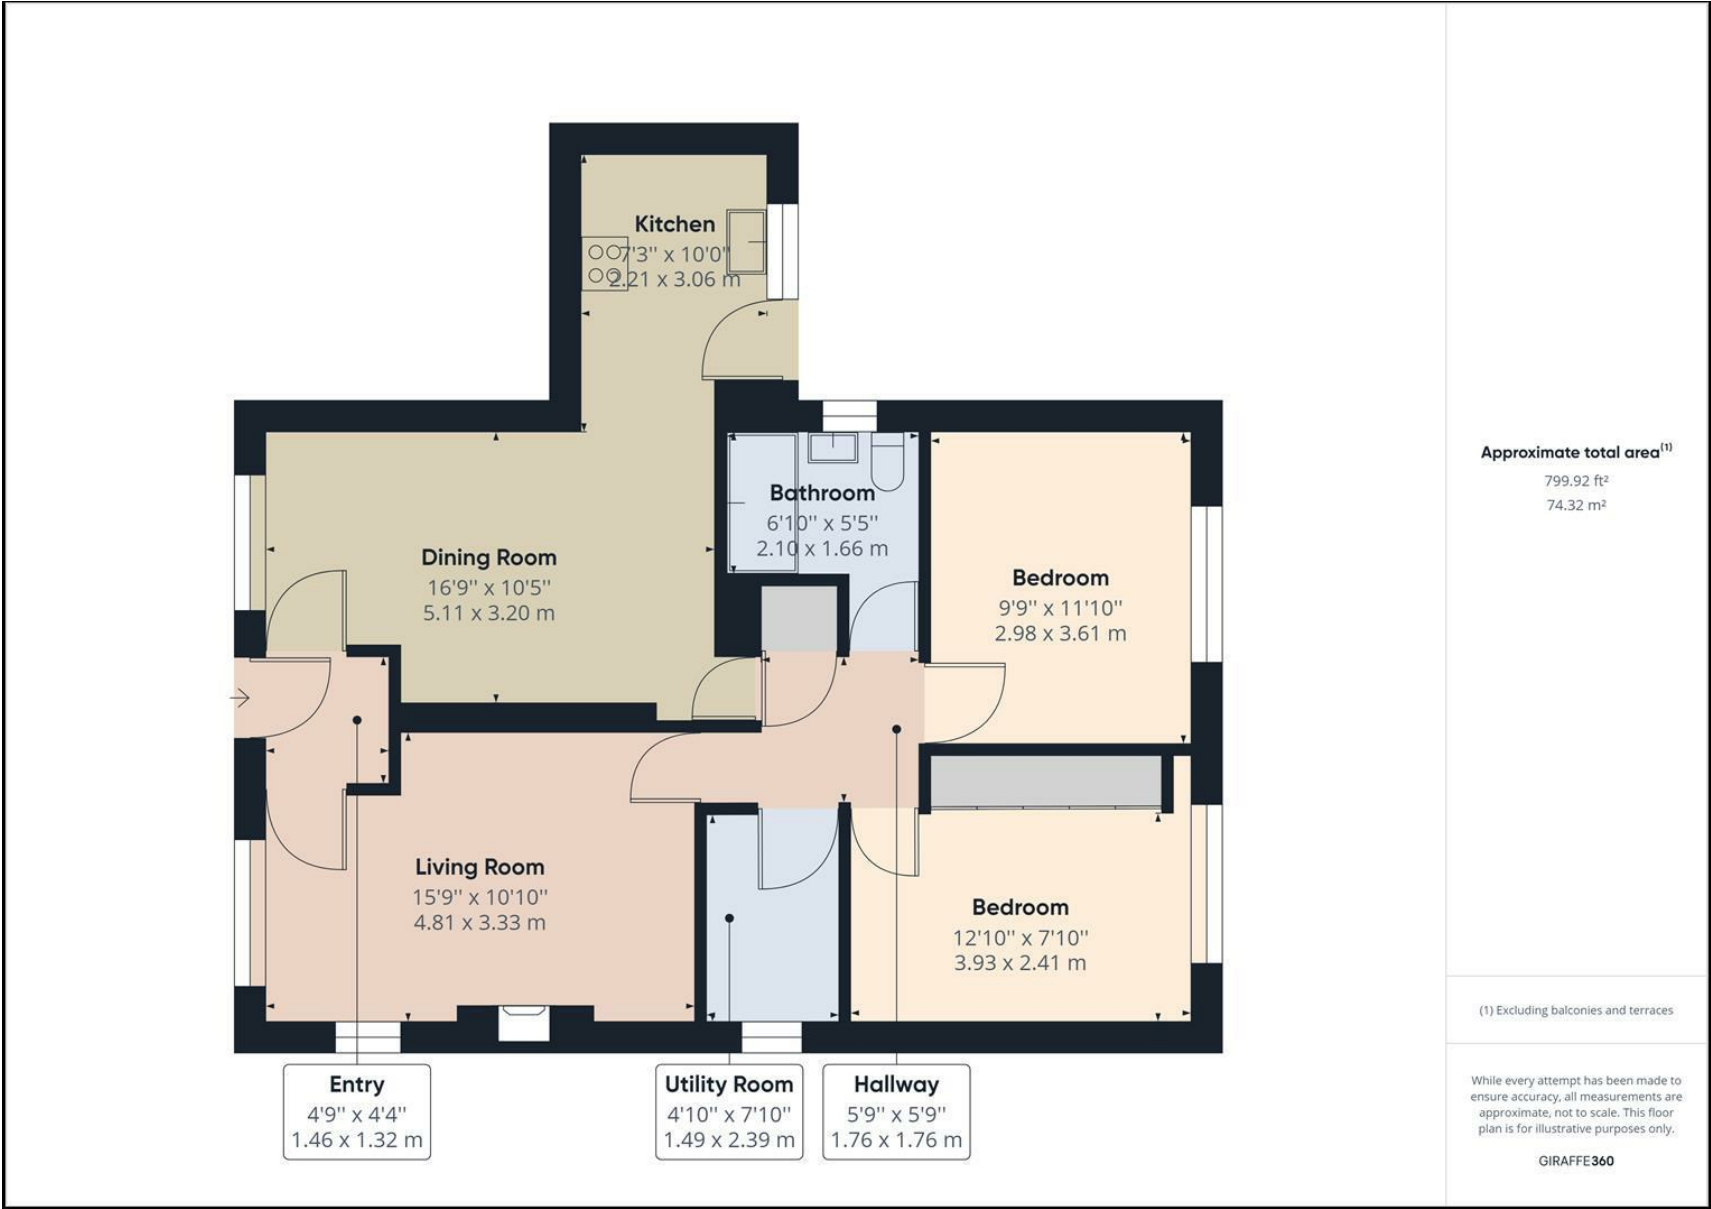 Kitchen
7'3'' x 10'0''
2.21 x 3.06 m
Bathroom
6'10'' x 5'5''
2.10 x 1.66 m
Dining Room
16'9'' x 10'5''
5.11 x 3.20 m
Bedroom
9'9'' x 11'10''
2.98 x 3.61 m
Living Room
15'9'' x 10'10''
4.81 x 3.33 m
Bedroom
12'10'' x 7'10''
3.93 x 2.41 m
Entry
4'9'' x 4'4''
1.46 x 1.32 m
Utility Room
4'10'' x 7'10''
1.49 x 2.39 m
Hallway
5'9'' x 5'9''
1.76 x 1.76 m
Approximate total area(1)
799.92 ft²
74.32 m²
(1) Excluding balconies and terraces
While every attempt has been made to
ensure accuracy, all measurements are
approximate, not to scale. This floor
plan is for illustrative purposes only.
GIRAFFE360